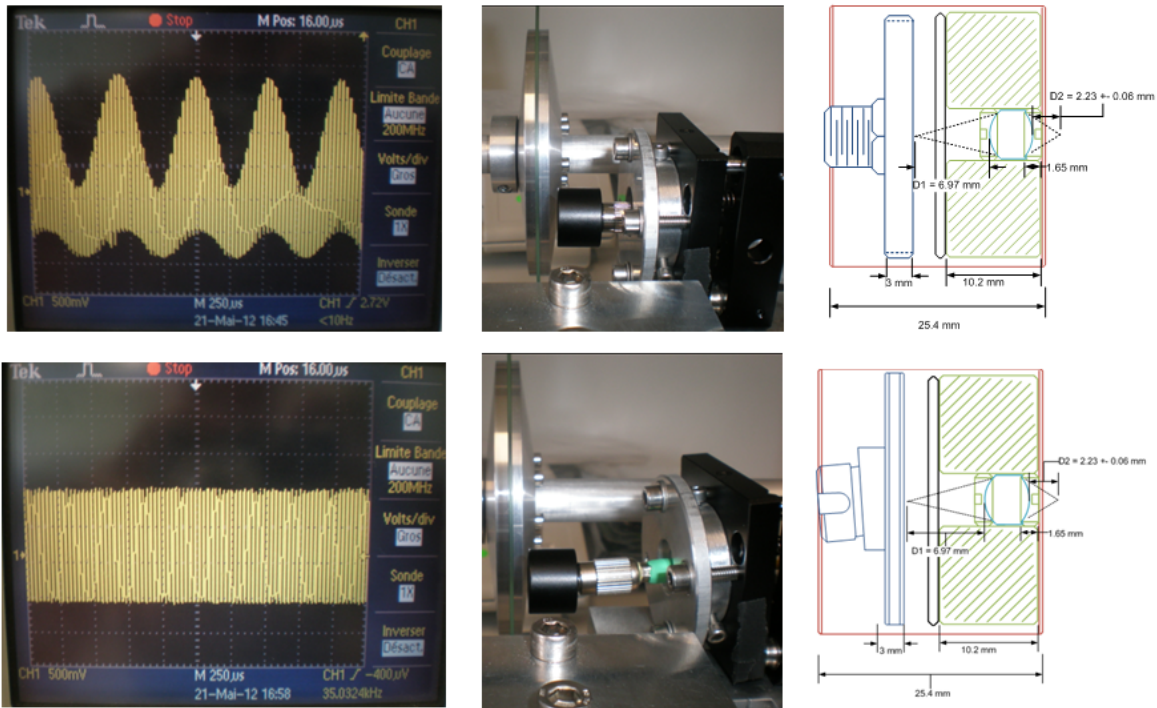 Tek Stop M Pos: 16.00µs CH1
Couplage
CA
Limite Bande
Aucune
200MHz
Volts/div
Gros
Sonde
1X
Inverser
Désact.
CH1 500mV M 250µs CH1 2.72V
21-Mai-12 16:45 <10Hz
1
D2 = 2.23 +- 0.06 mm
1.65 mm
D1 = 6.97 mm
3 mm
10.2 mm
25.4 mm
Tek Stop M Pos: 16.00µs CH1
Couplage
CA
Limite Bande
Aucune
200MHz
Volts/div
Gros
Sonde
1X
Inverser
Désact.
CH1 500mV M 250µs CH1 -400µV
21-Mai-12 16:58 35.0324kHz
1
D2 = 2.23 +- 0.06 mm
1.65 mm
D1 = 6.97 mm
3 mm
10.2 mm
25.4 mm